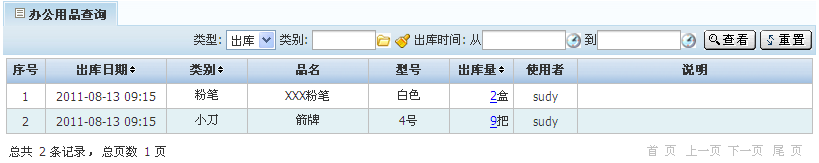 办公用品查询
类型: 出库 类别: 出库时间: 从 到 查看 重置
序号 出库日期 类别 品名 型号 出库量 使用者 说明
1 2011-08-13 09:15 粉笔 XXX粉笔 白色 2盒 sudy
2 2011-08-13 09:15 小刀 箭牌 4号 9把 sudy
总共 2 条记录，总页数 1 页 首 页 上一页 下一页 尾 页